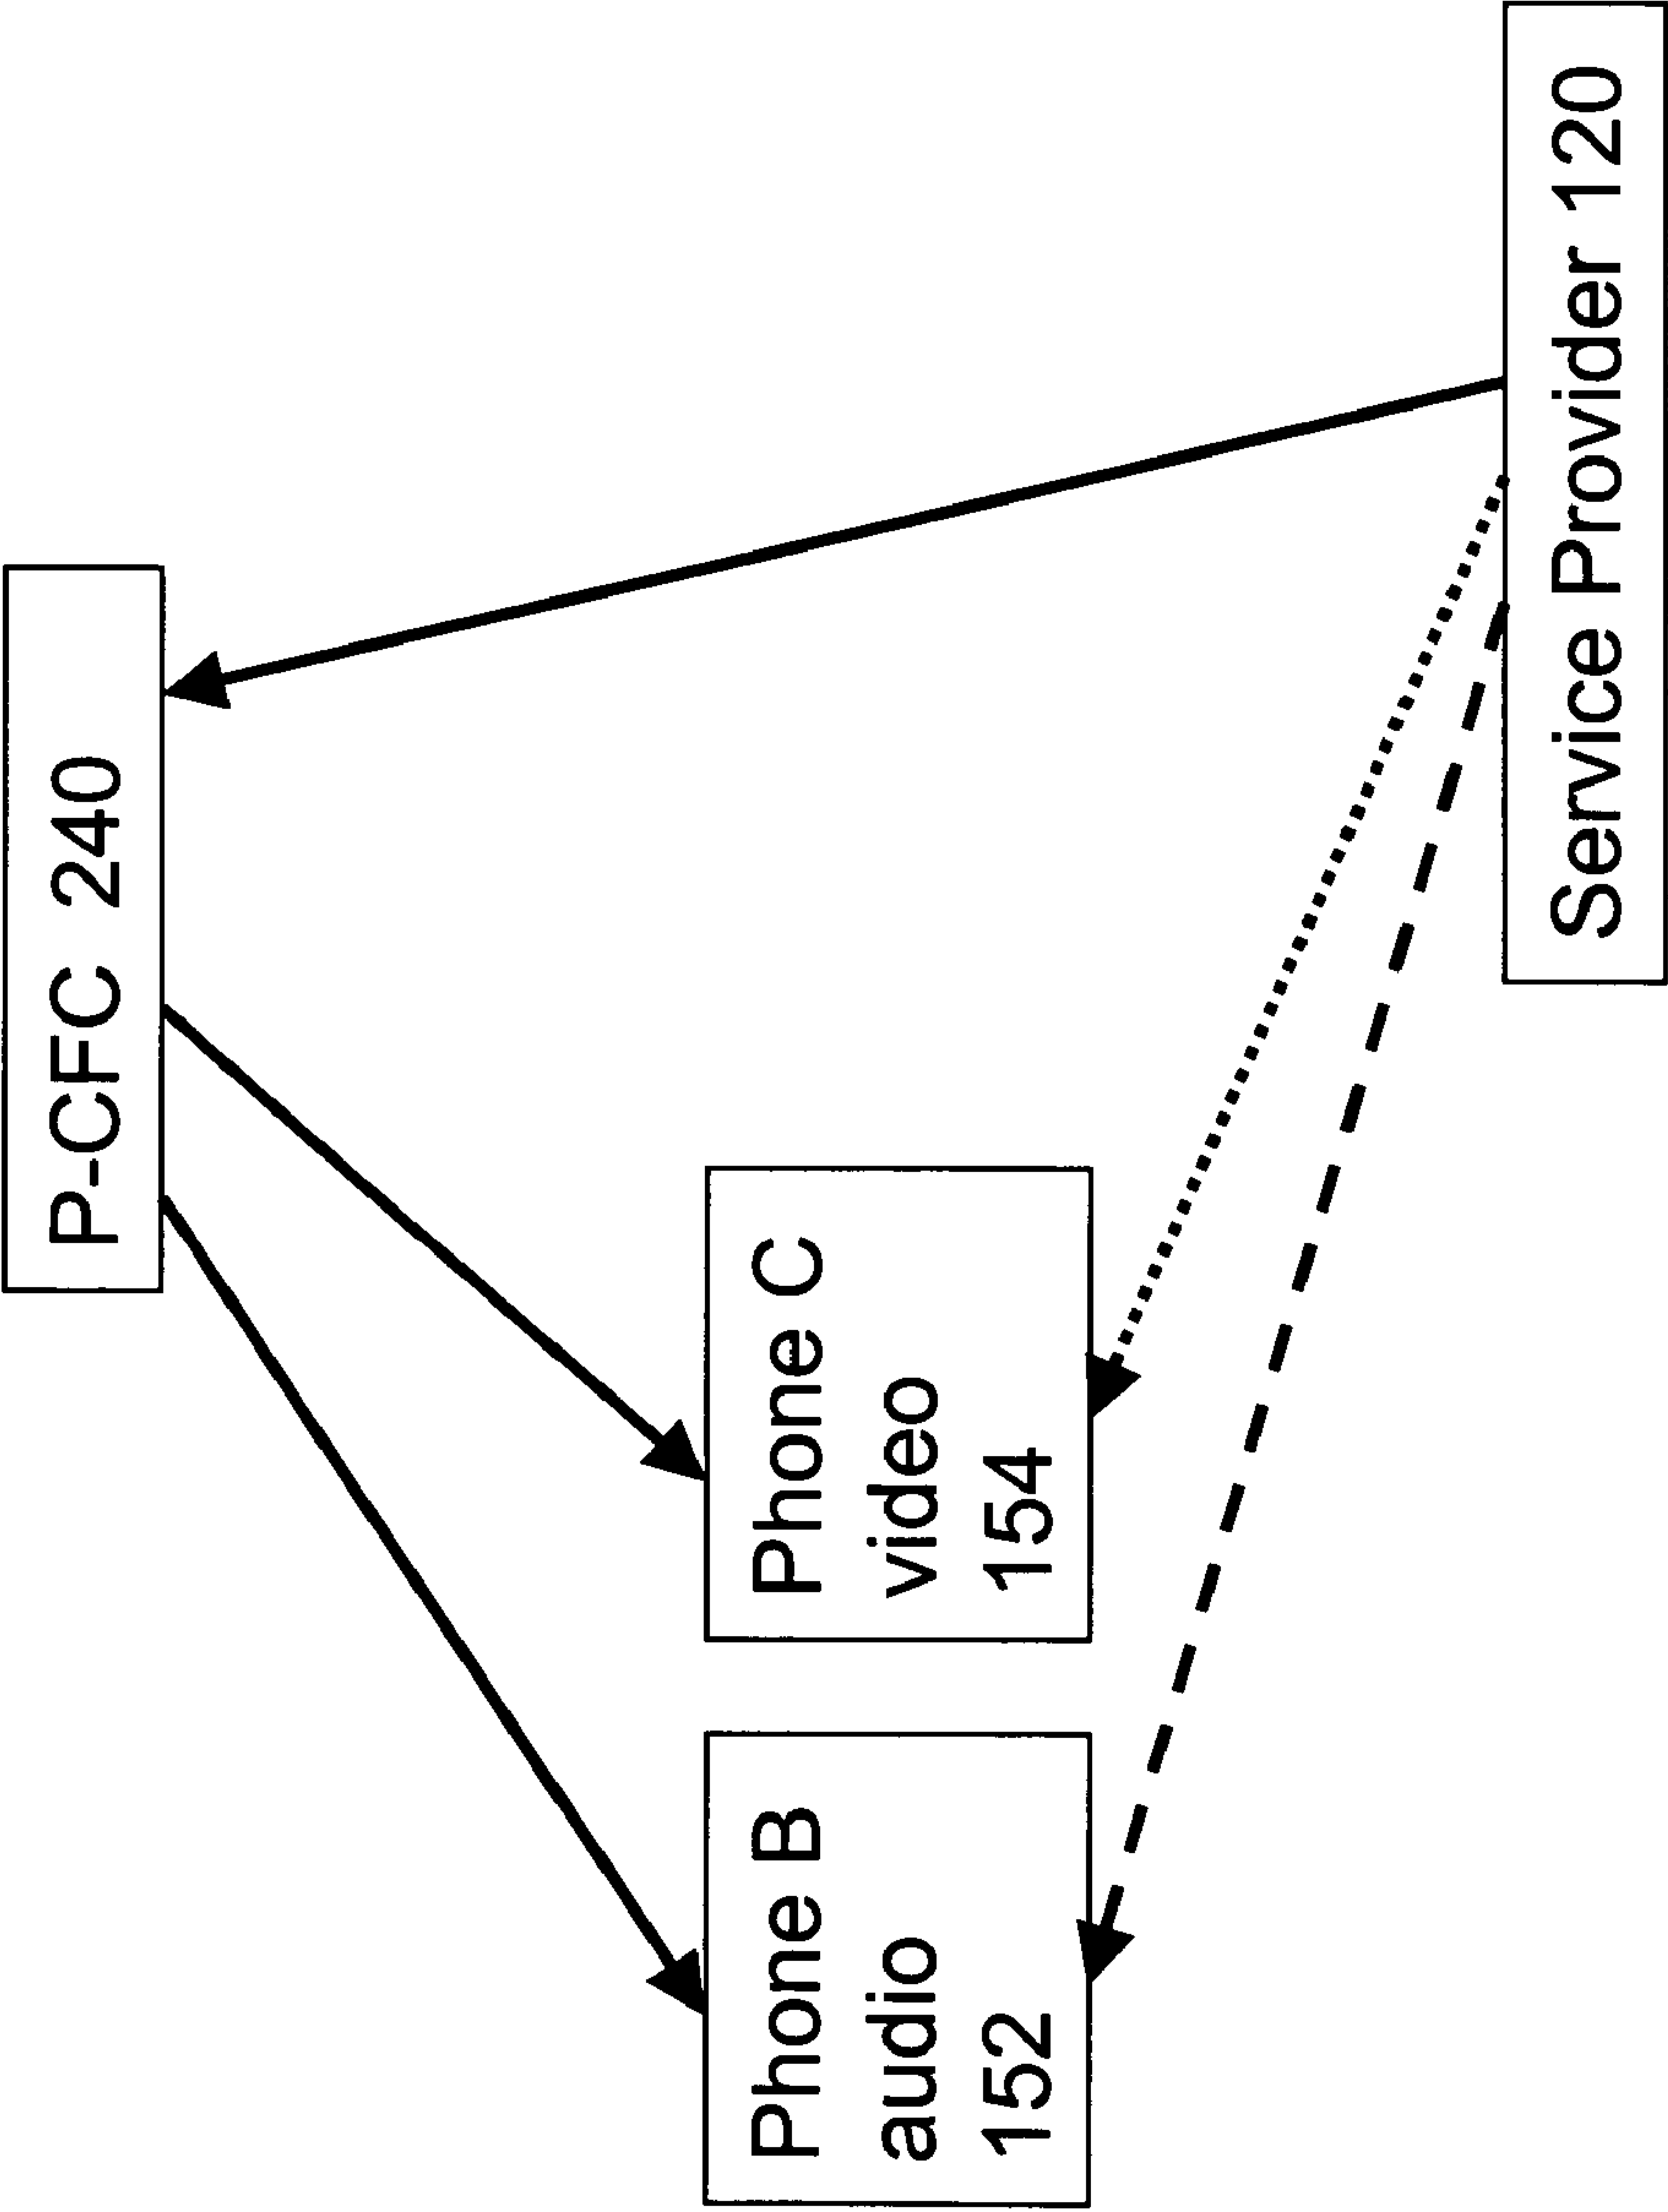 P-CFC 240
Phone B
audio
152
Phone C
video
154
Service Provider 120